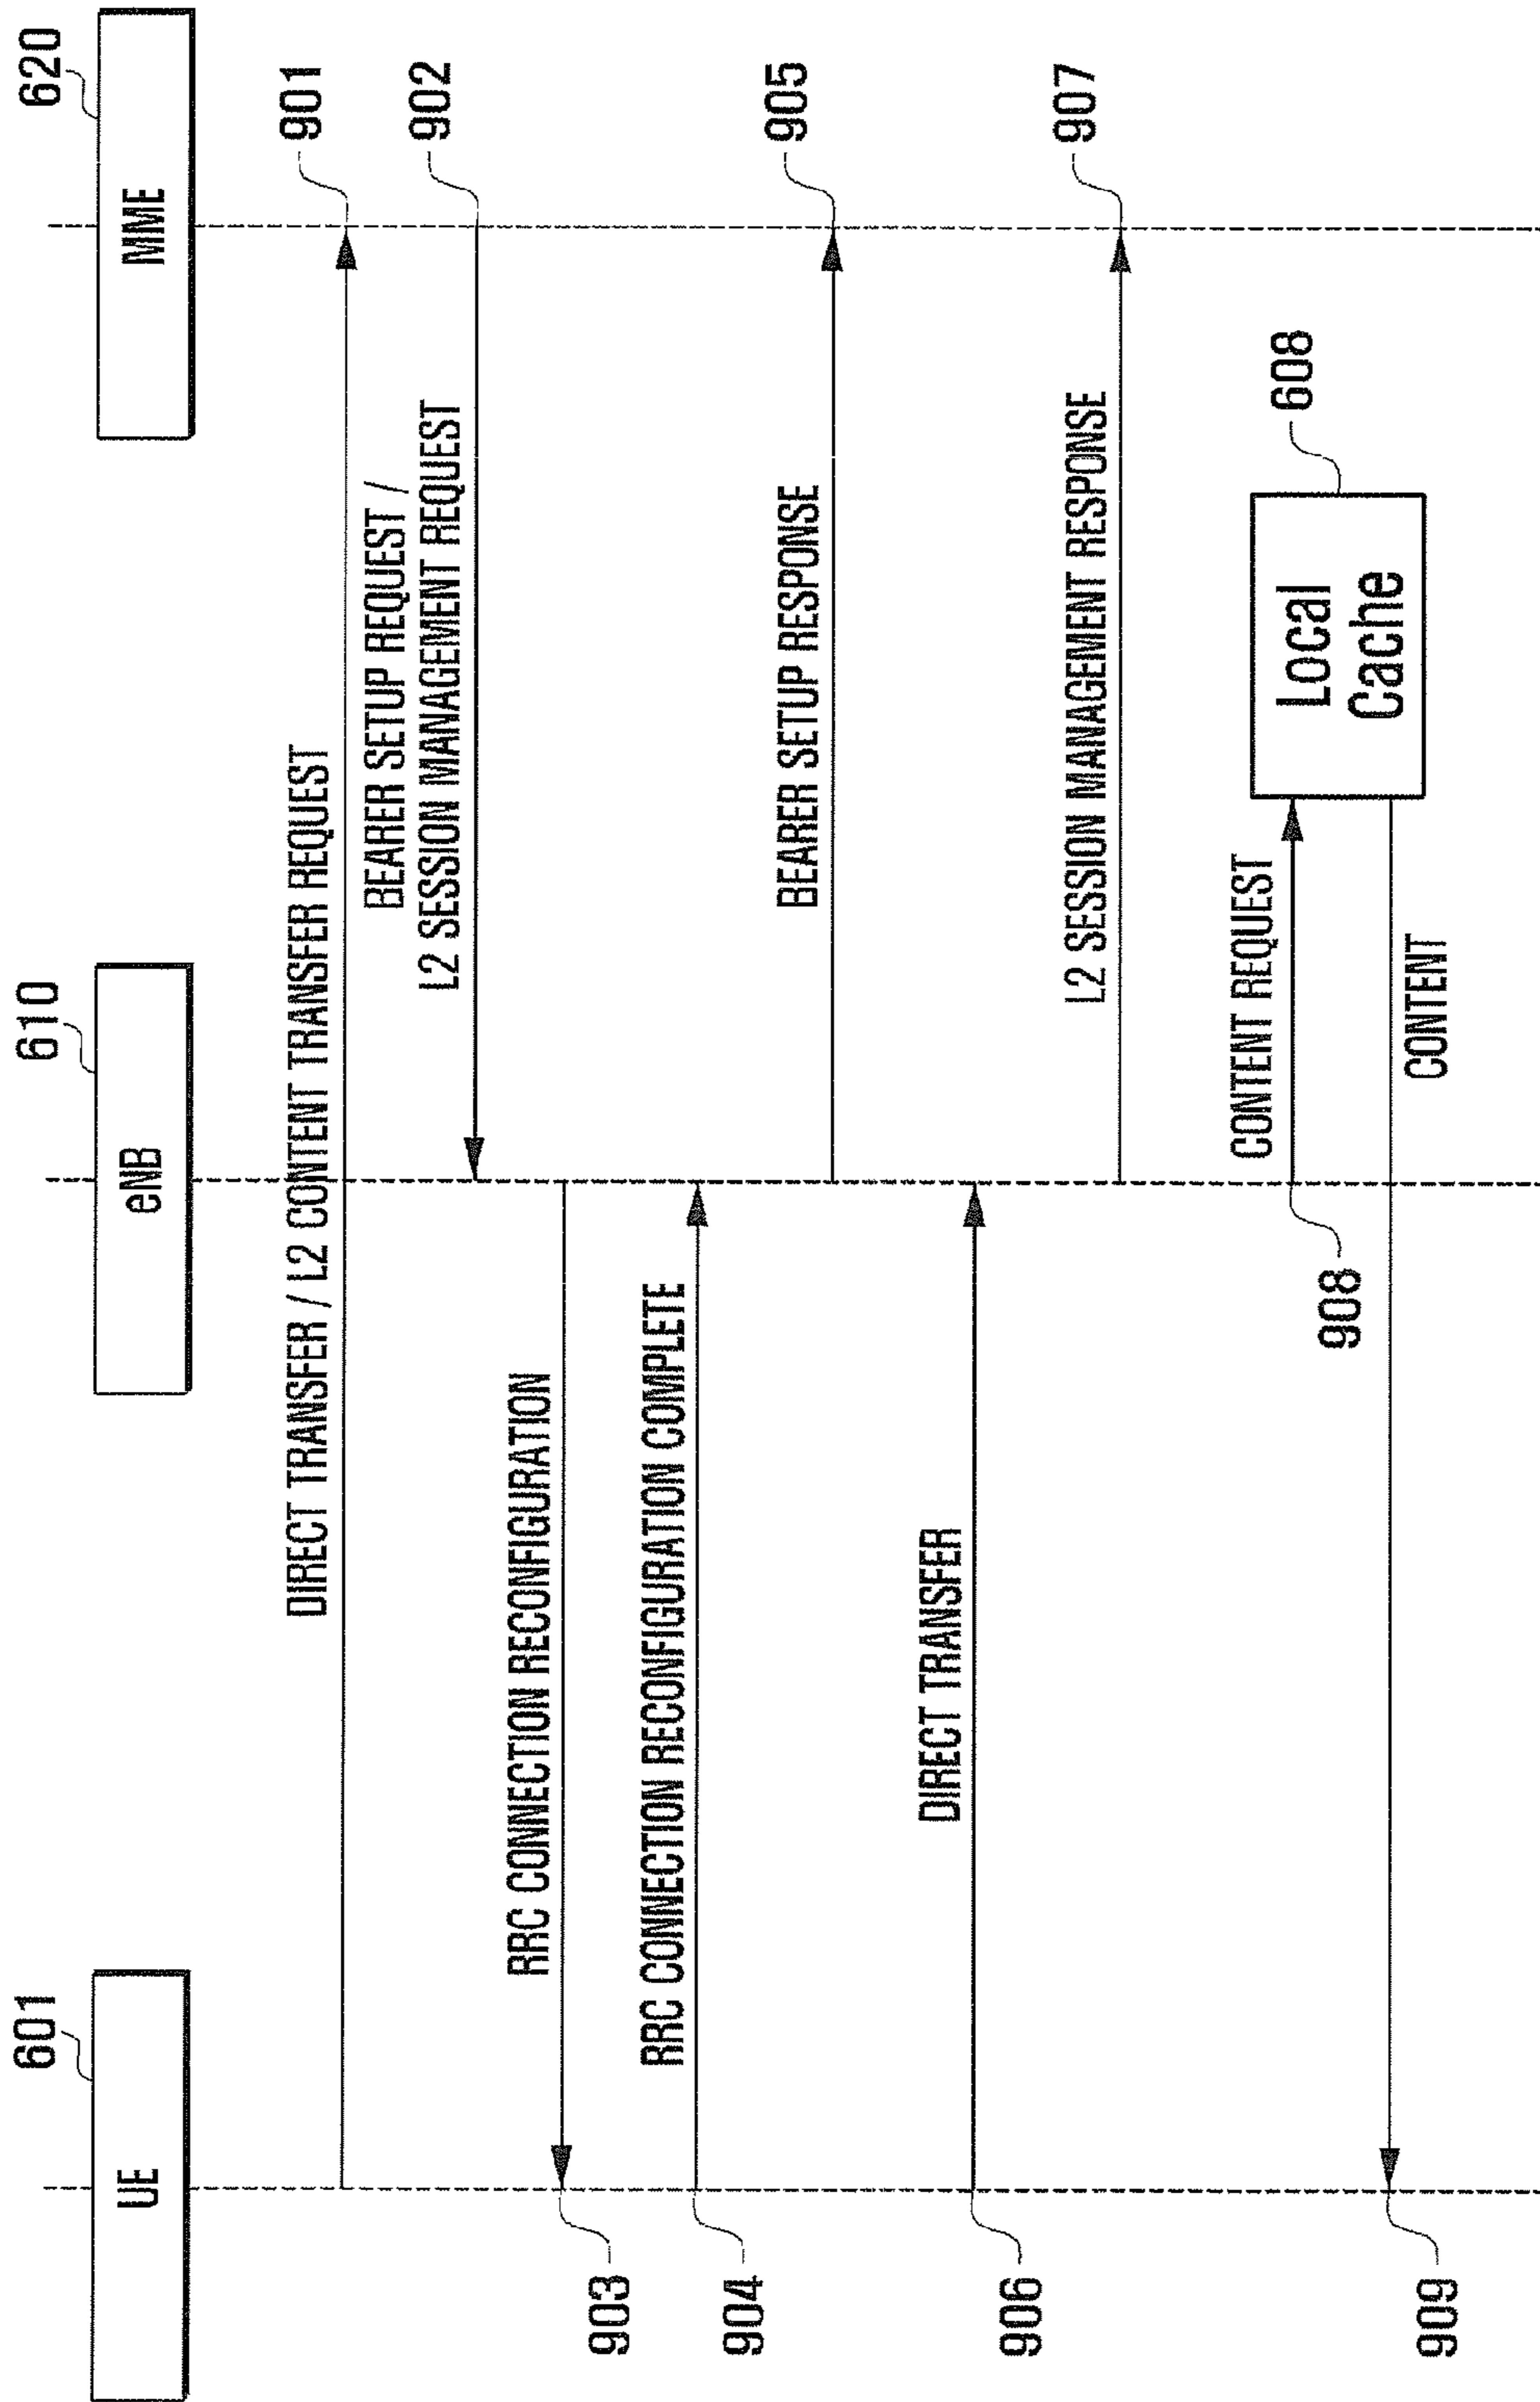 601
610
620
UE
eNB
MME
DIRECT TRANSFER / L2 CONTENT TRANSFER REQUEST
901
BEARER SETUP REQUEST /
L2 SESSION MANAGEMENT REQUEST
902
RRC CONNECTION RECONFIGURATION
903
RRC CONNECTION RECONFIGURATION COMPLETE
904
BEARER SETUP RESPONSE
905
DIRECT TRANSFER
906
L2 SESSION MANAGEMENT RESPONSE
907
CONTENT REQUEST
908
Local
Cache
608
CONTENT
909